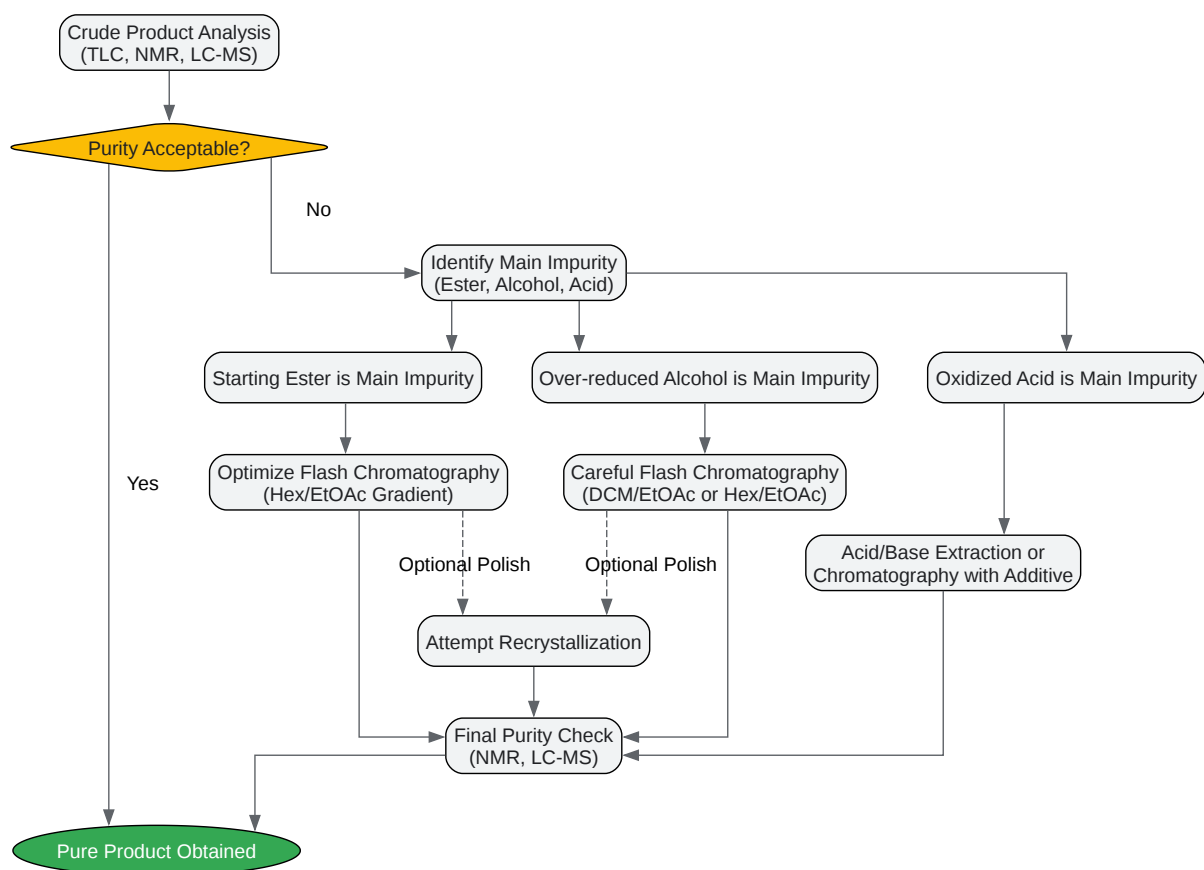 Crude Product Analysis
(TLC, NMR, LC-MS)
Purity Acceptable?
No
Identify Main Impurity
(Ester, Alcohol, Acid)
Starting Ester is Main Impurity
Over-reduced Alcohol is Main Impurity
Oxidized Acid is Main Impurity
Optimize Flash Chromatography
(Hex/EtOAc Gradient)
Careful Flash Chromatography
(DCM/EtOAc or Hex/EtOAc)
Yes
Optional Polish
Optional Polish
Acid/Base Extraction or
Chromatography with Additive
Attempt Recrystallization
Final Purity Check
(NMR, LC-MS)
Pure Product Obtained